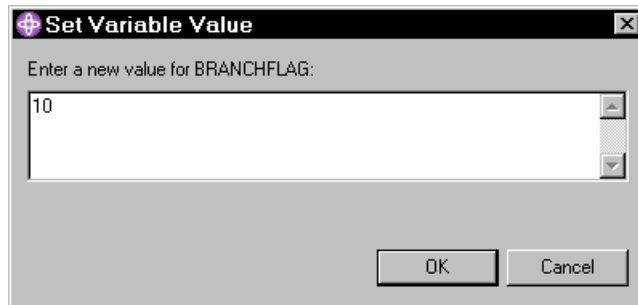 Set Variable Value
Enter a new value for BRANCHFLAG:
10
OK Cancel